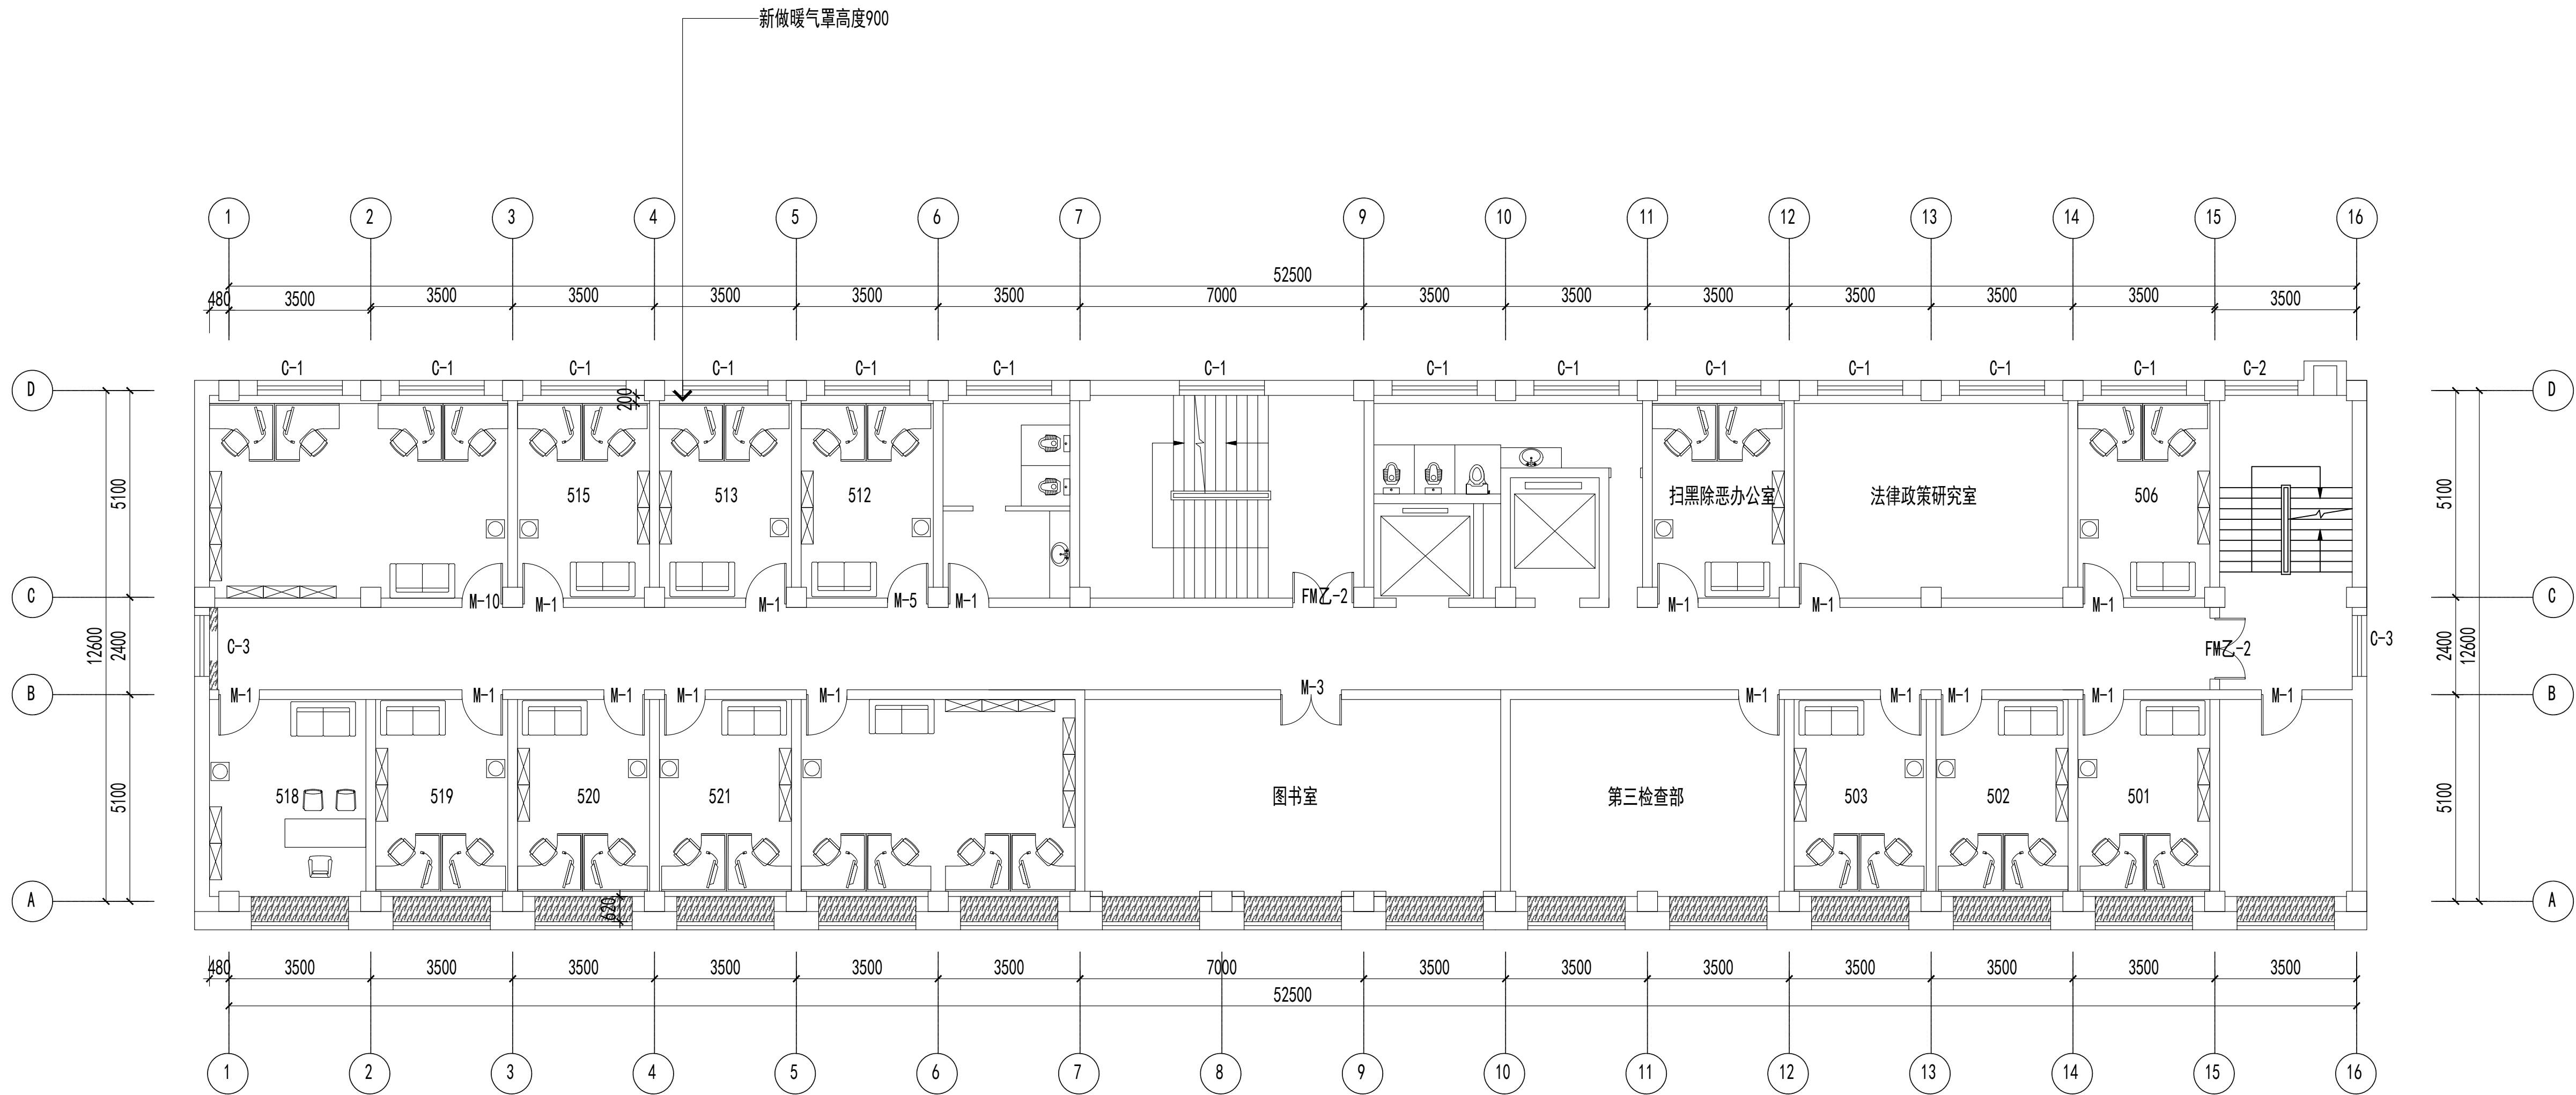 新做暖气罩高度900
1 2 3 4 5 6 7 9 10 11 12 13 14 15 16
52500
480 3500 3500 3500 3500 3500 3500 7000 3500 3500 3500 3500 3500 3500 3500
C-1 C-1 C-1 C-1 C-1 C-1 C-1 C-1 C-1 C-1 C-1 C-1 C-1 C-2
D D
200
5100 5100
515 513 512 扫黑除恶办公室 法律政策研究室 506
C C
M-10 M-1 M-1 M-5 M-1 FM乙-2 M-1 M-1 M-1
12600 2400 2400 12600
C-3 FM乙-2 C-3
B B
M-1 M-1 M-1 M-1 M-1 M-3 M-1 M-1 M-1 M-1 M-1
5100 5100
518 519 520 521 图书室 第三检查部 503 502 501
A A
620
480 3500 3500 3500 3500 3500 3500 7000 3500 3500 3500 3500 3500 3500 3500
52500
1 2 3 4 5 6 7 8 9 10 11 12 13 14 15 16